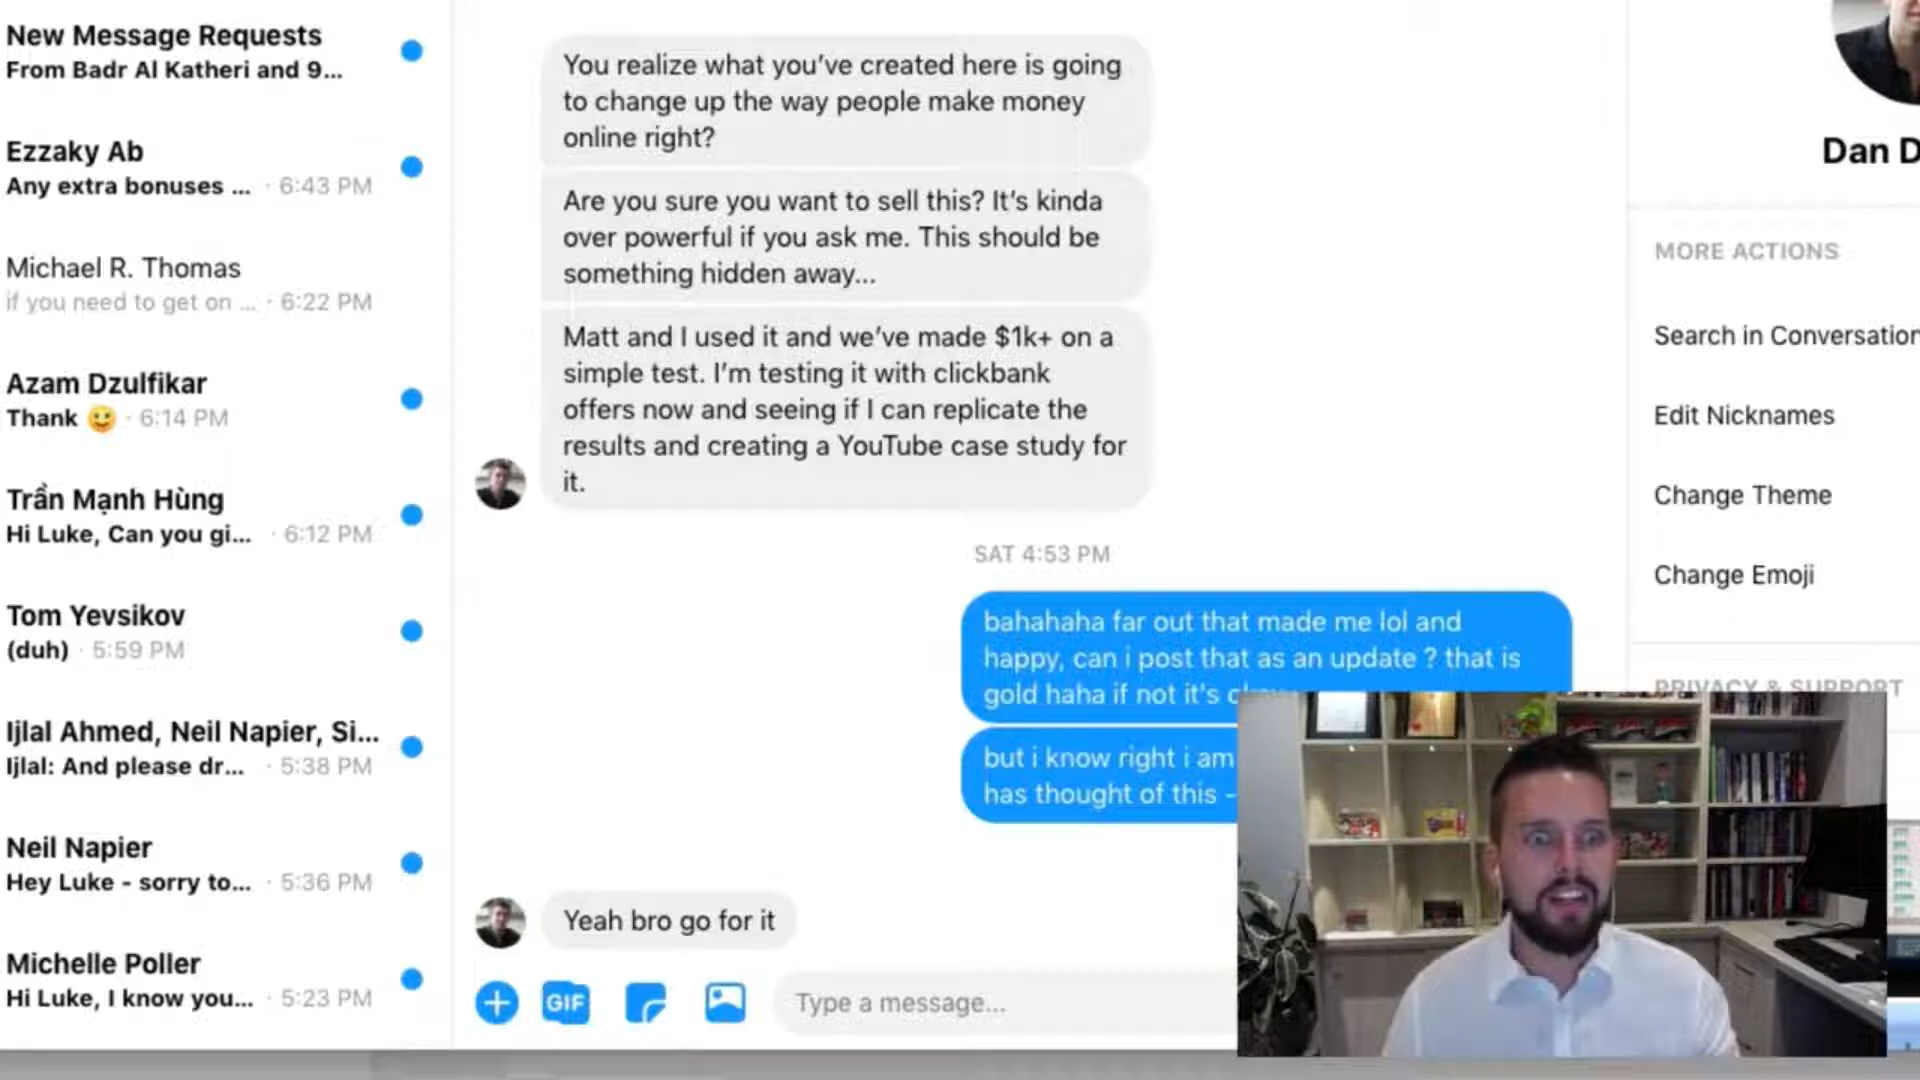 New Message Requests
From Badr Al Katheri and 9...
Ezzaky Ab
Any extra bonuses ... · 6:43 PM
Michael R. Thomas
if you need to get on ... · 6:22 PM
Azam Dzulfikar
Thank 😀 · 6:14 PM
Trần Mạnh Hùng
Hi Luke, Can you gi... · 6:12 PM
Tom Yevsikov
(duh) · 5:59 PM
Ijlal Ahmed, Neil Napier, Si...
Ijlal: And please dr... · 5:38 PM
Neil Napier
Hey Luke - sorry to... · 5:36 PM
Michelle Poller
Hi Luke, I know you... · 5:23 PM
You realize what you've created here is going
to change up the way people make money
online right?
Are you sure you want to sell this? It's kinda
over powerful if you ask me. This should be
something hidden away...
Matt and I used it and we've made $1k+ on a
simple test. I'm testing it with clickbank
offers now and seeing if I can replicate the
results and creating a YouTube case study for
it.
SAT 4:53 PM
bahahaha far out that made me lol and
happy, can i post that as an update ? that is
gold haha if not it's
but i know right i am
has thought of this -
Yeah bro go for it
GIF
Type a message...
Dan D
MORE ACTIONS
Search in Conversation
Edit Nicknames
Change Theme
Change Emoji
PRIVACY & SUPPORT